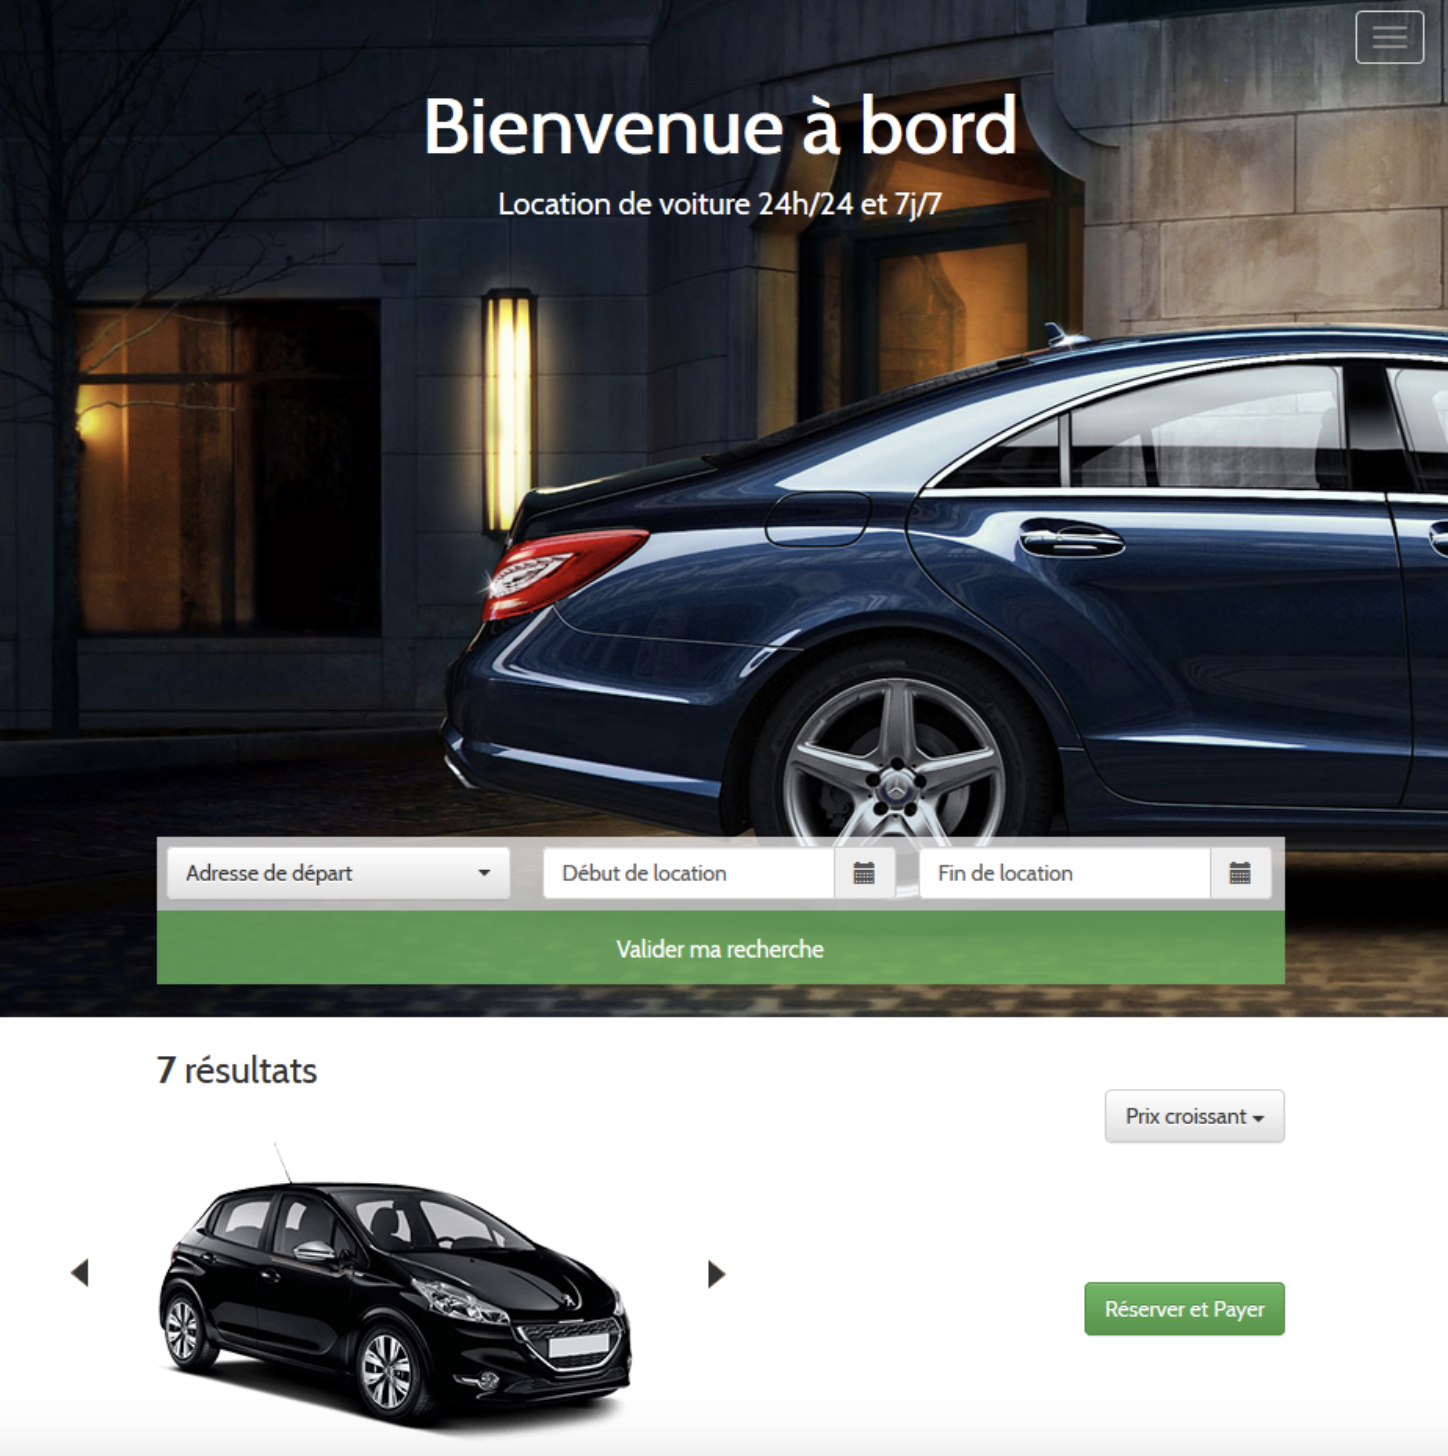 Bienvenue à bord
Location de voiture 24h/24 et 7j/7
Adresse de départ
Début de location
Fin de location
Valider ma recherche
7 résultats
Prix croissant
Réserver et Payer